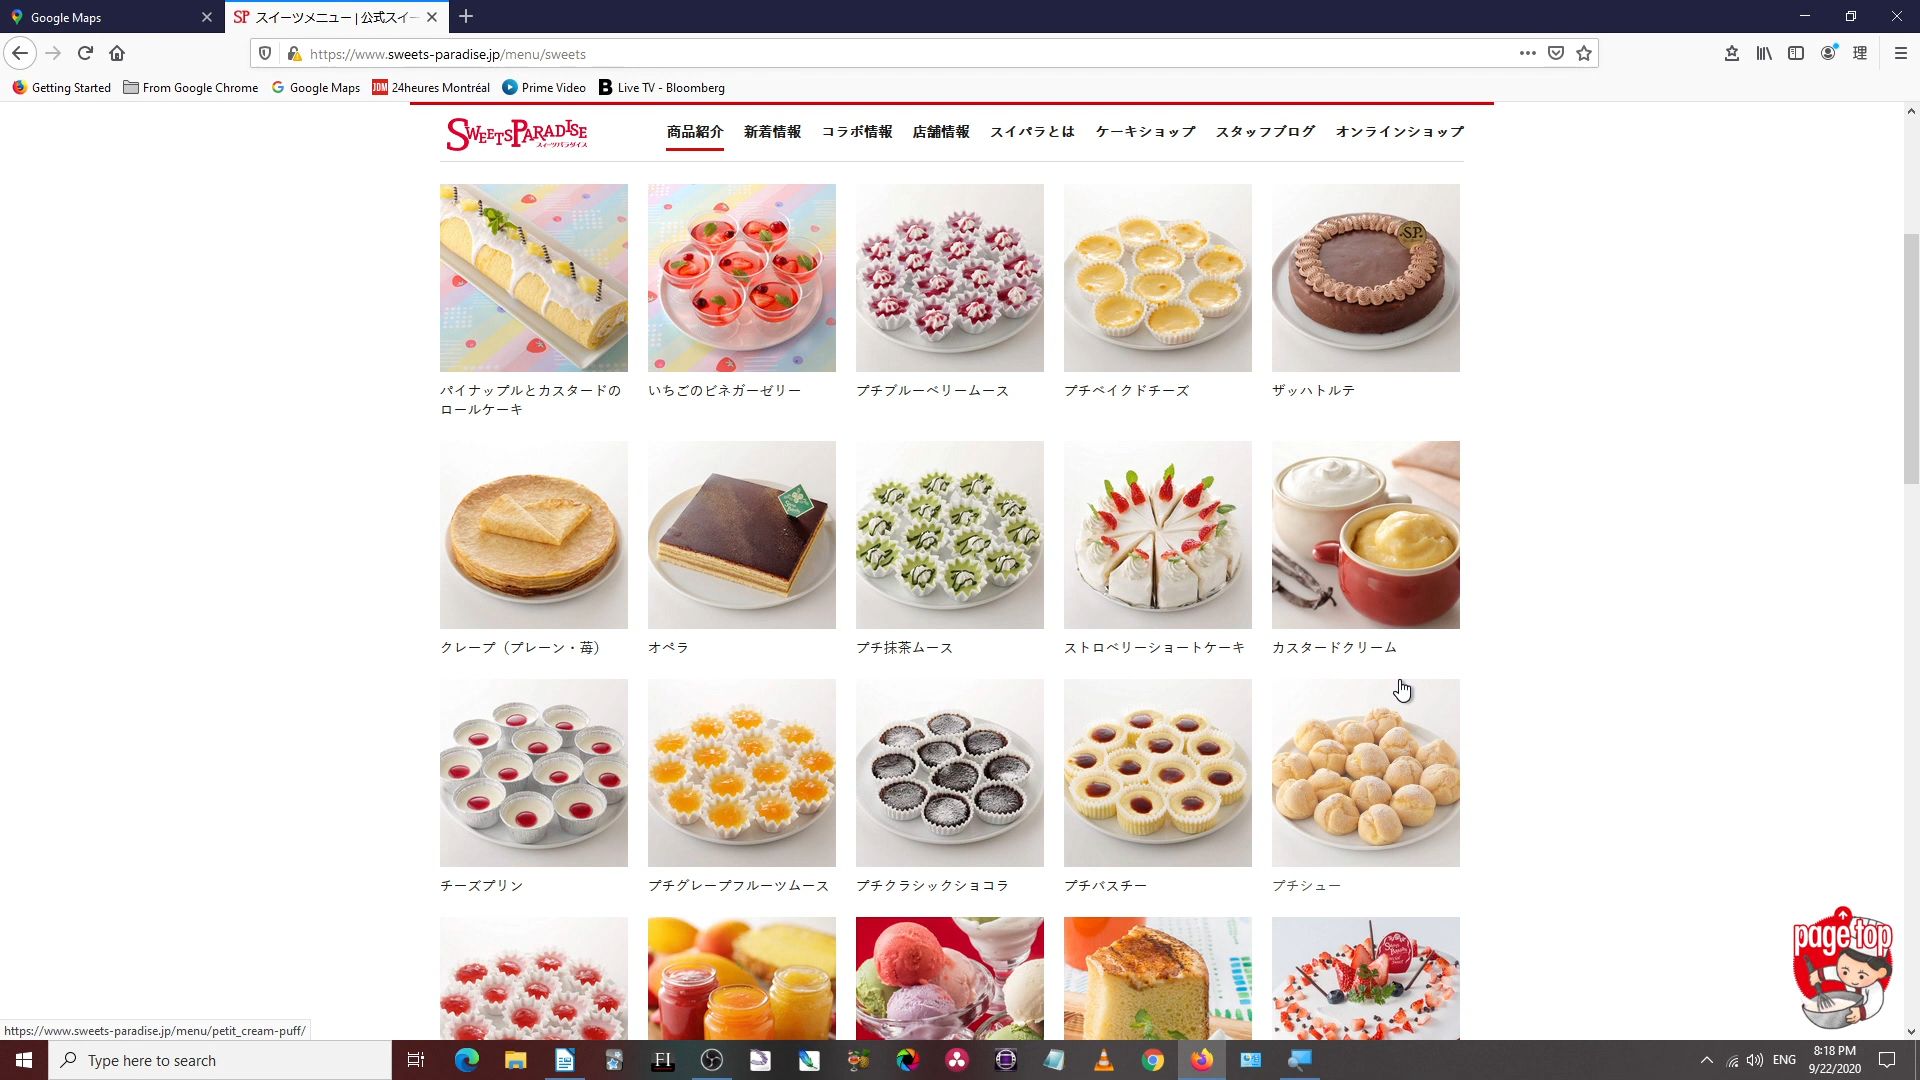 Google Maps
SP スイーツメニュー | 公式スイー
https://www.sweets-paradise.jp/menu/sweets
理
Getting Started
From Google Chrome
Google Maps
JDM 24heures Montréal
Prime Video
B Live TV - Bloomberg
SWEETS PARADISE
スイーツパラダイス
商品紹介
新着情報
コラボ情報
店舗情報
スイパラとは
ケーキショップ
スタッフブログ
オンラインショップ
S.P.
パイナップルとカスタードの
ロールケーキ
いちごのビネガーゼリー
プチブルーベリームース
プチベイクドチーズ
ザッハトルテ
クレープ（プレーン・苺）
オペラ
プチ抹茶ムース
ストロベリーショートケーキ
カスタードクリーム
チーズプリン
プチグレープフルーツムース
プチクラシックショコラ
プチバスチー
プチシュー
page top
https://www.sweets-paradise.jp/menu/petit_cream-puff/
Type here to search
FI
ENG
8:18 PM
9/22/2020